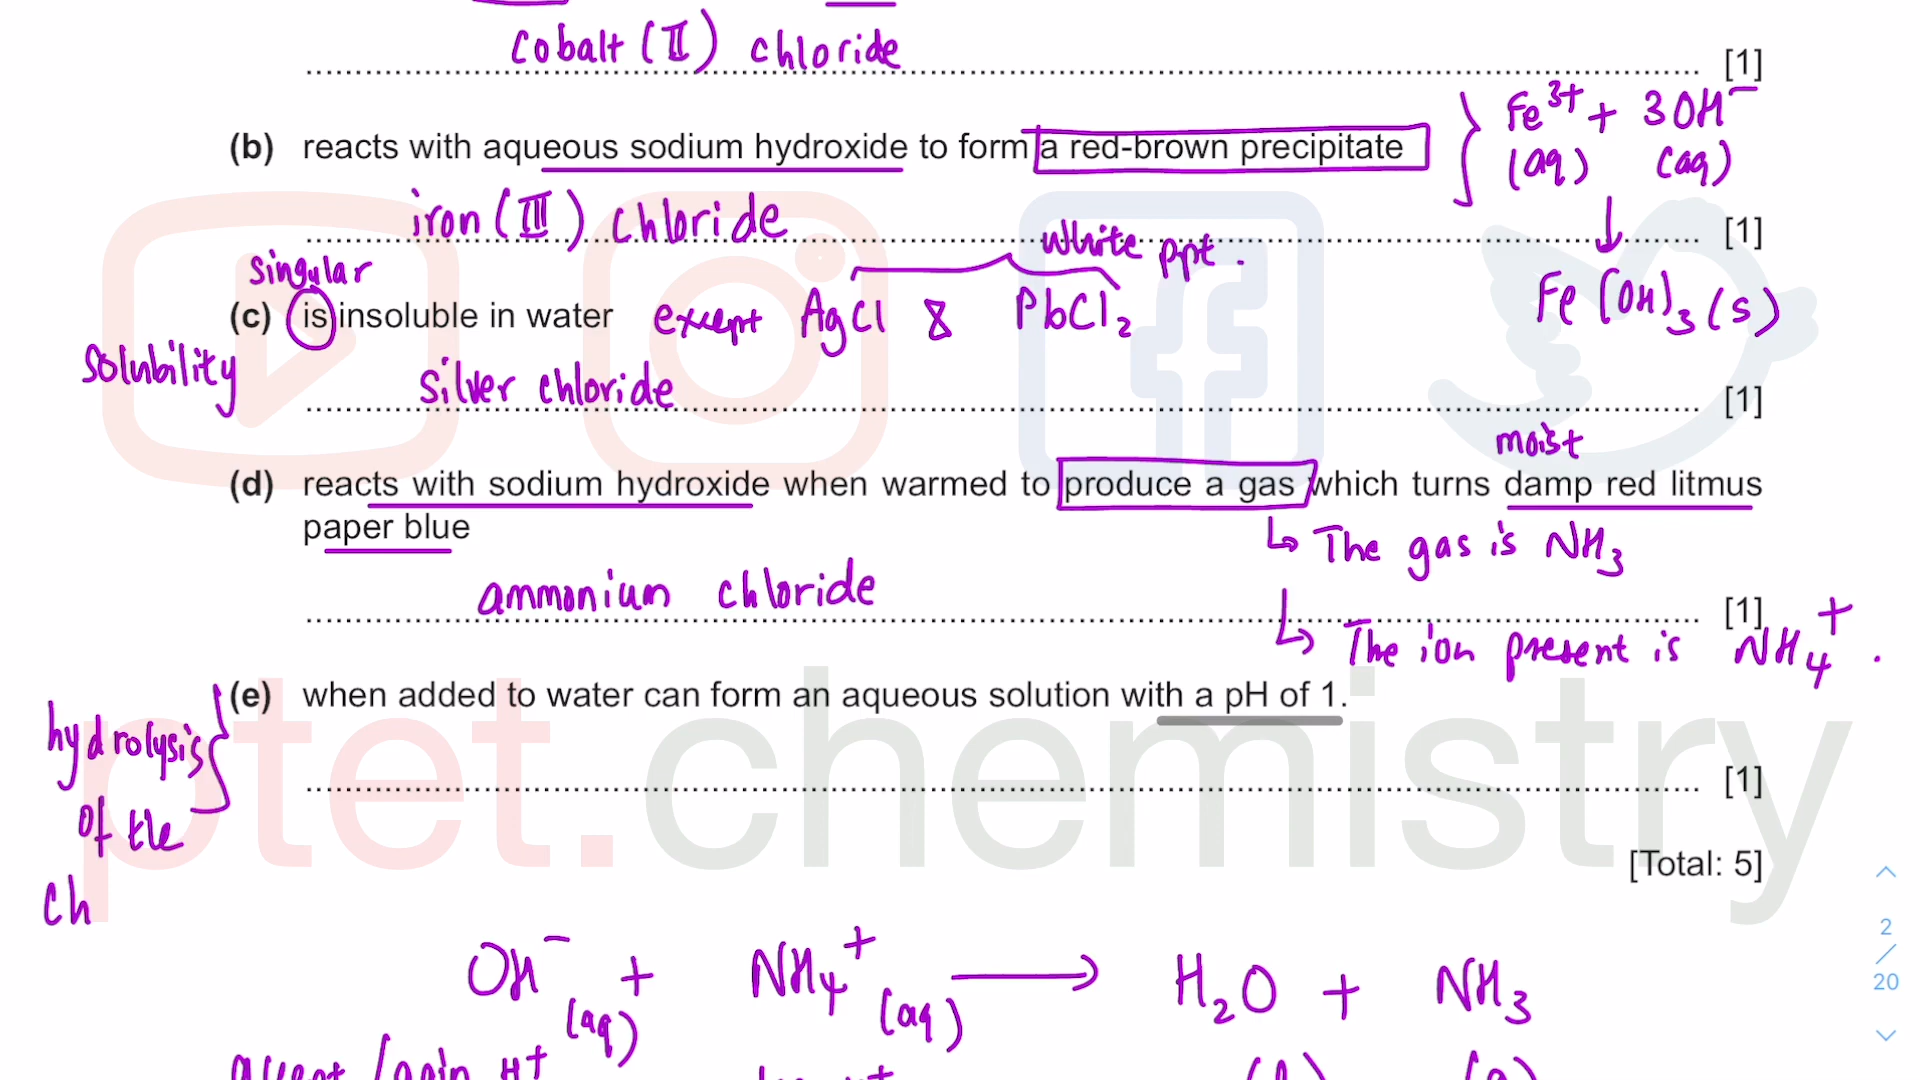 cobalt (II) chloride
[1]
(b) reacts with aqueous sodium hydroxide to form a red-brown precipitate
Fe³⁺ + 3OH⁻
(aq) (aq)
↓
Fe(OH)₃(s)
iron (III) chloride
[1]
white ppt.
singular
(c) is insoluble in water except AgCl & PbCl₂
solubility
silver chloride
[1]
moist
(d) reacts with sodium hydroxide when warmed to produce a gas which turns damp red litmus
paper blue
↳ The gas is NH₃
ammonium chloride
[1]
↳ The ion present is NH₄⁺.
(e) when added to water can form an aqueous solution with a pH of 1.
hydrolysis
of the
ch
[1]
ptet.chemistry
[Total: 5]
2
/
20
OH⁻ + NH₄⁺ → H₂O + NH₃
(aq) (aq)
accept / gain H⁺